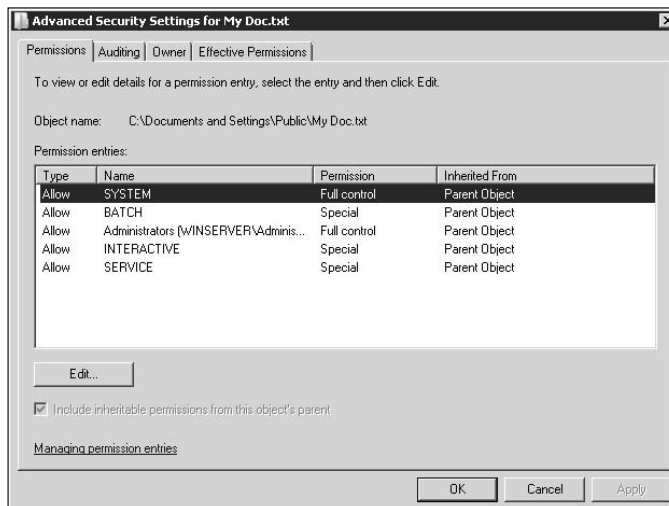 Advanced Security Settings for My Doc.txt
Permissions Auditing Owner Effective Permissions
To view or edit details for a permission entry, select the entry and then click Edit.
Object name: C:\Documents and Settings\Public\My Doc.txt
Permission entries:
Type Name Permission Inherited From
Allow SYSTEM Full control Parent Object
Allow BATCH Special Parent Object
Allow Administrators (WINSERVER\Adminis... Full control Parent Object
Allow INTERACTIVE Special Parent Object
Allow SERVICE Special Parent Object
Edit...
Include inheritable permissions from this object's parent
Managing permission entries
OK Cancel Apply